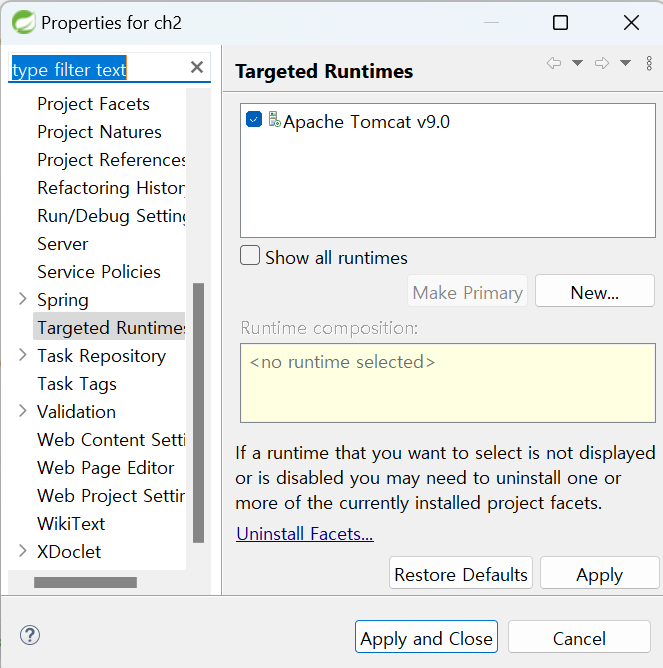 Properties for ch2
type filter text
Project Facets
Project Natures
Project References
Refactoring Histor
Run/Debug Setting
Server
Service Policies
Spring
Targeted Runtimes
Task Repository
Task Tags
Validation
Web Content Setti
Web Page Editor
Web Project Settin
WikiText
XDoclet
Targeted Runtimes
Apache Tomcat v9.0
Show all runtimes
Make Primary
New...
Runtime composition:
<no runtime selected>
If a runtime that you want to select is not displayed
or is disabled you may need to uninstall one or
more of the currently installed project facets.
Uninstall Facets...
Restore Defaults
Apply
Apply and Close
Cancel